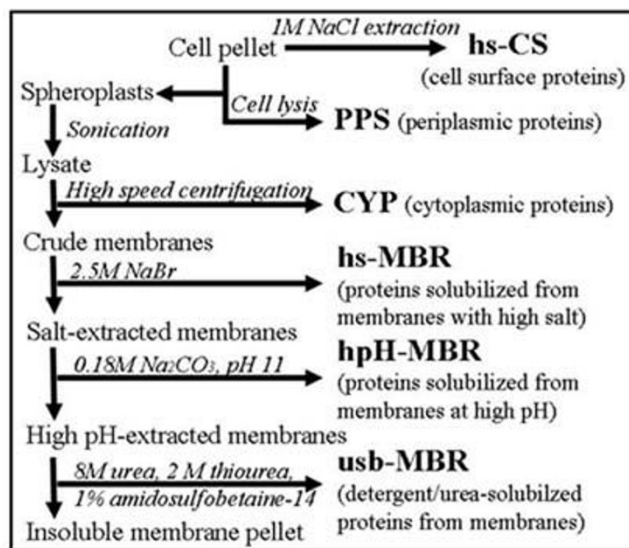 1M NaCl extraction
Cell pellet hs-CS
(cell surface proteins)
Spheroplasts Cell lysis
PPS (periplasmic proteins)
Sonication
Lysate
High speed centrifugation
CYP (cytoplasmic proteins)
Crude membranes
2.5M NaBr hs-MBR
(proteins solubilized from
membranes with high salt)
Salt-extracted membranes
0.18M Na2CO3, pH 11 hpH-MBR
(proteins solubilized from
membranes at high pH)
High pH-extracted membranes
8M urea, 2 M thiourea, usb-MBR
1% amidosulfobetaine-14 (detergent/urea-solubilzed
proteins from membranes)
Insoluble membrane pellet